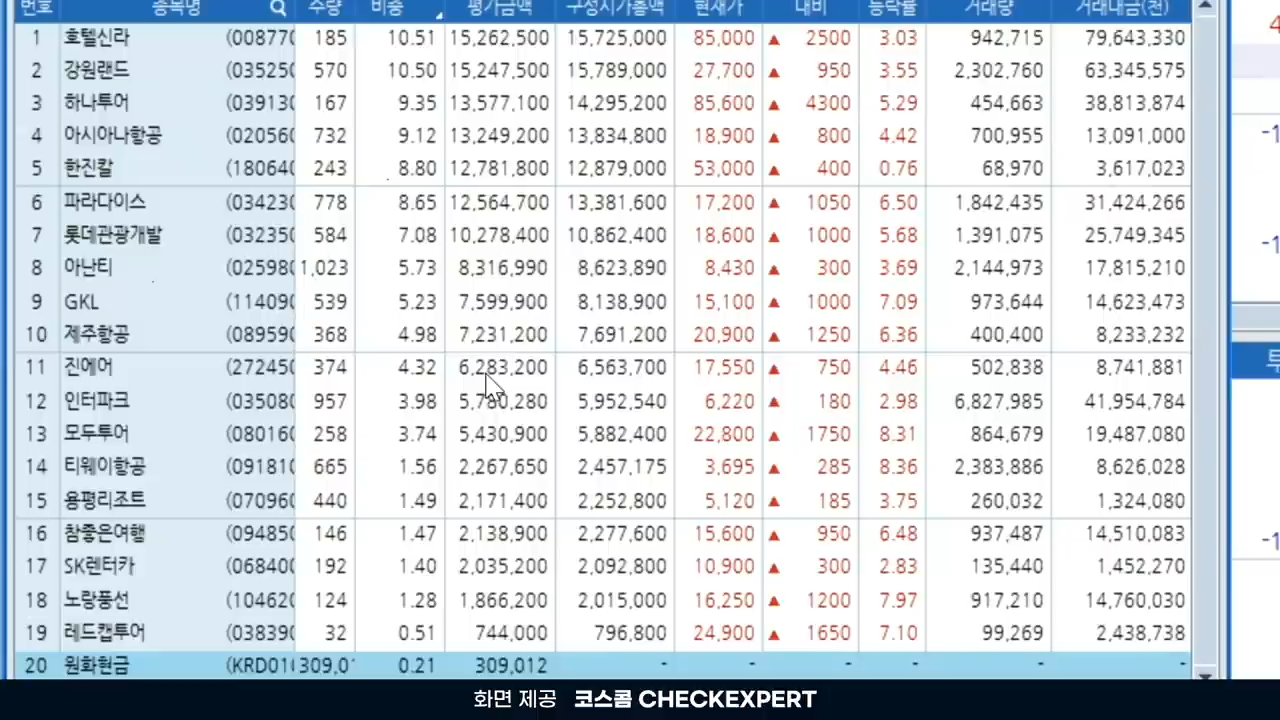 번호 종목명 수량 비중 평가금액 구성시가총액 현재가 대비 등락률 거래량 거래대금(천)
1 호텔신라 (00877 185 10.51 15,262,500 15,725,000 85,000 ▲ 2500 3.03 942,715 79,643,330
2 강원랜드 (03525 570 10.50 15,247,500 15,789,000 27,700 ▲ 950 3.55 2,302,760 63,345,575
3 하나투어 (03913 167 9.35 13,577,100 14,295,200 85,600 ▲ 4300 5.29 454,663 38,813,874
4 아시아나항공 (02056 732 9.12 13,249,200 13,834,800 18,900 ▲ 800 4.42 700,955 13,091,000
5 한진칼 (18064 243 8.80 12,781,800 12,879,000 53,000 ▲ 400 0.76 68,970 3,617,023
6 파라다이스 (03423 778 8.65 12,564,700 13,381,600 17,200 ▲ 1050 6.50 1,842,435 31,424,266
7 롯데관광개발 (03235 584 7.08 10,278,400 10,862,400 18,600 ▲ 1000 5.68 1,391,075 25,749,345
8 아난티 (02598 1,023 5.73 8,316,990 8,623,890 8,430 ▲ 300 3.69 2,144,973 17,815,210
9 GKL (11409 539 5.23 7,599,900 8,138,900 15,100 ▲ 1000 7.09 973,644 14,623,473
10 제주항공 (08959 368 4.98 7,231,200 7,691,200 20,900 ▲ 1250 6.36 400,400 8,233,232
11 진에어 (27245 374 4.32 6,283,200 6,563,700 17,550 ▲ 750 4.46 502,838 8,741,881
12 인터파크 (03508 957 3.98 5,952,540 6,220 ▲ 180 2.98 6,827,985 41,954,784
13 모두투어 (08016 258 3.74 5,430,900 5,882,400 22,800 ▲ 1750 8.31 864,679 19,487,080
14 티웨이항공 (09181 665 1.56 2,267,650 2,457,175 3,695 ▲ 285 8.36 2,383,886 8,626,028
15 용평리조트 (07096 440 1.49 2,171,400 2,252,800 5,120 ▲ 185 3.75 260,032 1,324,080
16 참좋은여행 (09485 146 1.47 2,138,900 2,277,600 15,600 ▲ 950 6.48 937,487 14,510,083
17 SK렌터카 (06840 192 1.40 2,035,200 2,092,800 10,900 ▲ 300 2.83 135,440 1,452,270
18 노랑풍선 (10462 124 1.28 1,866,200 2,015,000 16,250 ▲ 1200 7.97 917,210 14,760,030
19 레드캡투어 (03839 32 0.51 744,000 796,800 24,900 ▲ 1650 7.10 99,269 2,438,738
20 원화현금 (KRD01 309,0 0.21 309,012 - - - - - -
화면 제공 코스콤 CHECKEXPERT